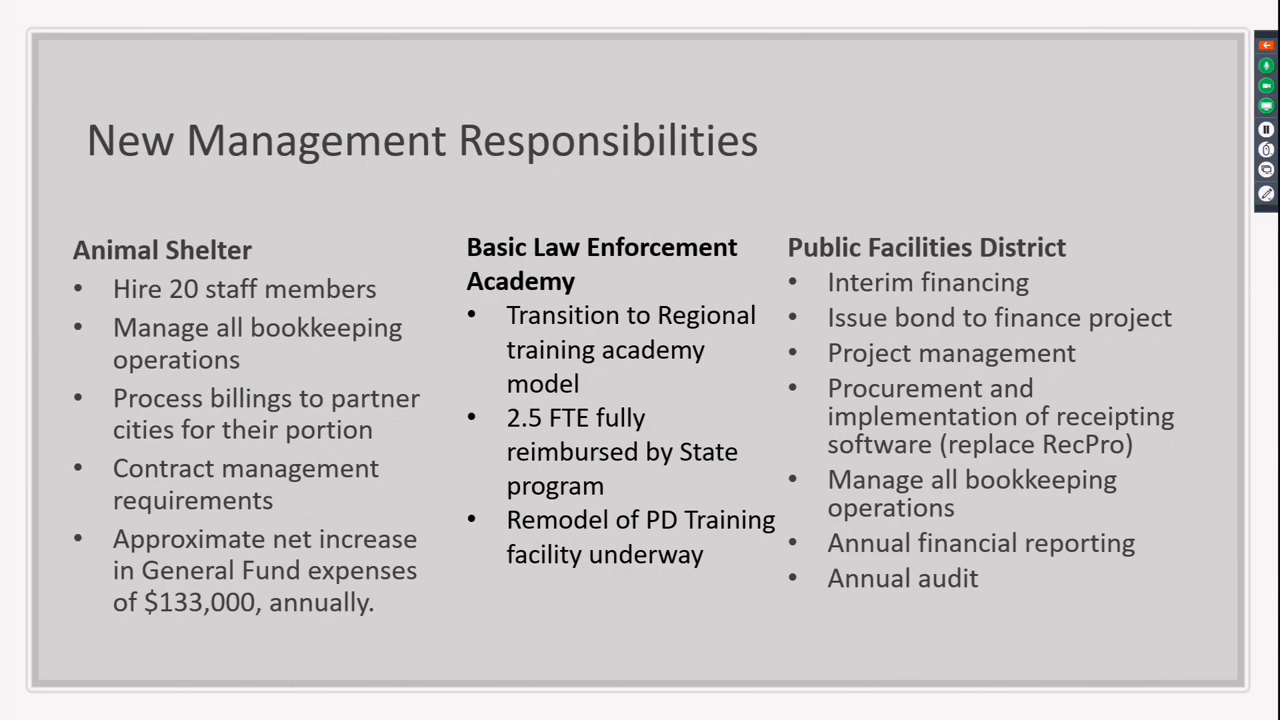 New Management Responsibilities
Animal Shelter
• Hire 20 staff members
• Manage all bookkeeping
operations
• Process billings to partner
cities for their portion
• Contract management
requirements
• Approximate net increase
in General Fund expenses
of $133,000, annually.
Basic Law Enforcement
Academy
• Transition to Regional
training academy
model
• 2.5 FTE fully
reimbursed by State
program
• Remodel of PD Training
facility underway
Public Facilities District
• Interim financing
• Issue bond to finance project
• Project management
• Procurement and
implementation of receipting
software (replace RecPro)
• Manage all bookkeeping
operations
• Annual financial reporting
• Annual audit